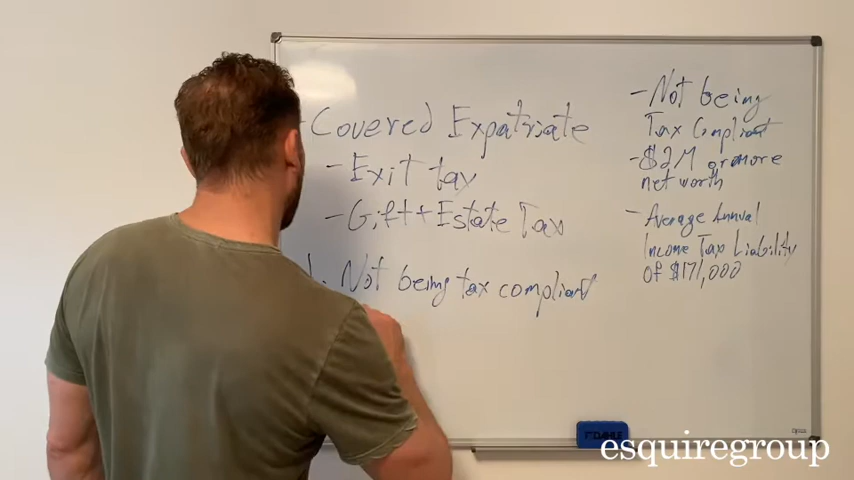 - Covered Expatriate
- Exit tax
- Gift + Estate Tax
1. Not being tax compliant
- Not being
Tax Compliant
- $2M or more
net worth
- Average Annual
Income Tax Liability
of $171,000
esquiregroup